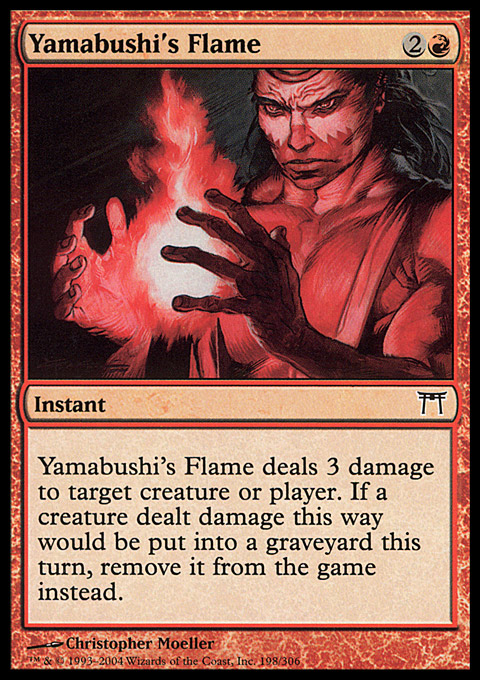 Yamabushi's Flame 2
Instant
Yamabushi's Flame deals 3 damage
to target creature or player. If a
creature dealt damage this way
would be put into a graveyard this
turn, remove it from the game
instead.
Christopher Moeller
™ & © 1993–2004 Wizards of the Coast, Inc. 198/306